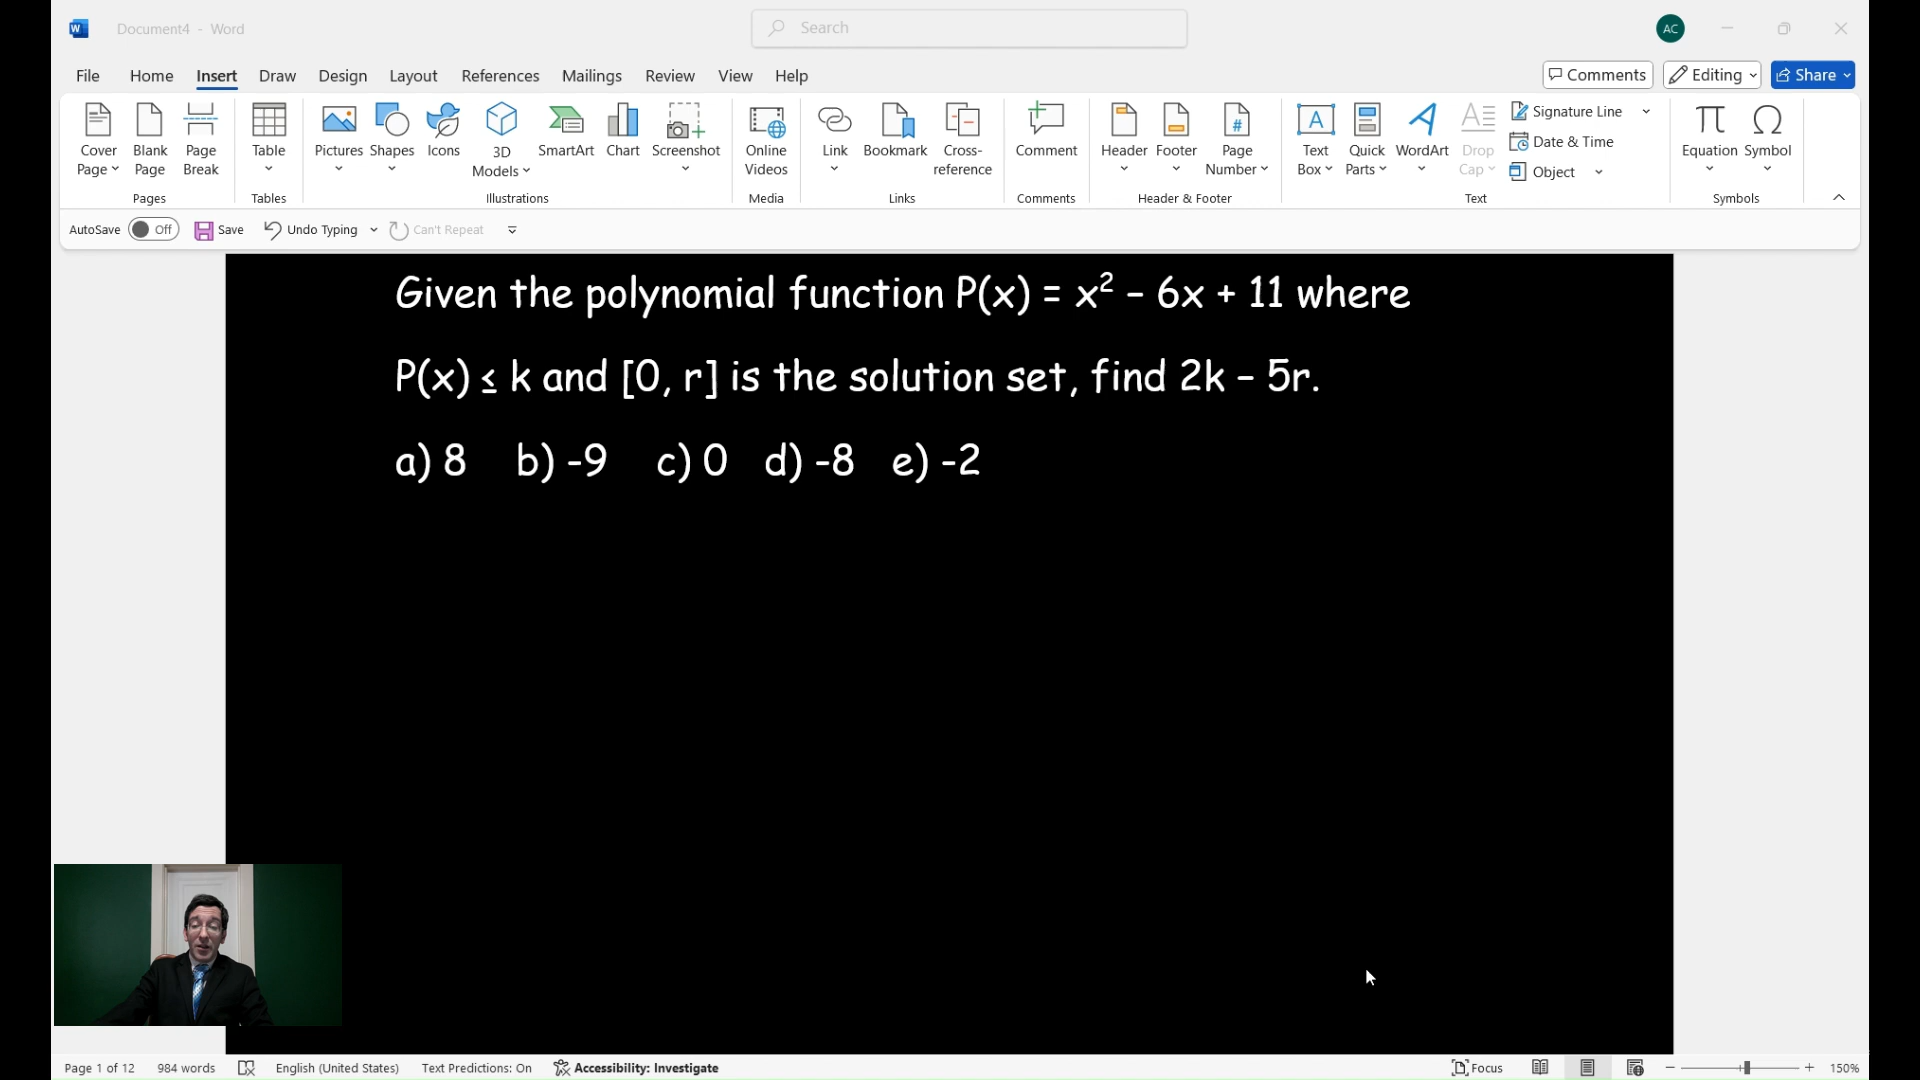 Document4 - Word
Search
AC
File Home Insert Draw Design Layout References Mailings Review View Help
Comments Editing Share
Cover Page
Blank Page
Page Break
Table
Pictures
Shapes
Icons
3D Models
SmartArt
Chart
Screenshot
Online Videos
Link
Bookmark
Cross-reference
Comment
Header
Footer
Page Number
Text Box
Quick Parts
WordArt
Drop Cap
Signature Line
Date & Time
Object
Equation
Symbol
Pages Tables Illustrations Media Links Comments Header & Footer Text Symbols
AutoSave Off Save Undo Typing Can't Repeat
Given the polynomial function P(x) = x² – 6x + 11 where
P(x) ≤ k and [0, r] is the solution set, find 2k – 5r.
a) 8 b) -9 c) 0 d) -8 e) -2
Page 1 of 12 984 words English (United States) Text Predictions: On Accessibility: Investigate Focus 150%